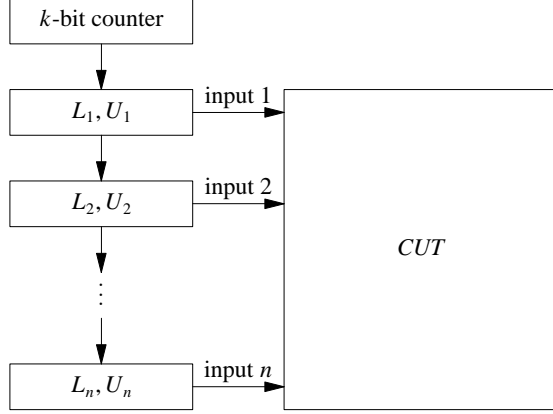 k-bit counter
input 1
L₁, U₁
input 2
L₂, U₂
CUT
⋮
input n
Lₙ, Uₙ